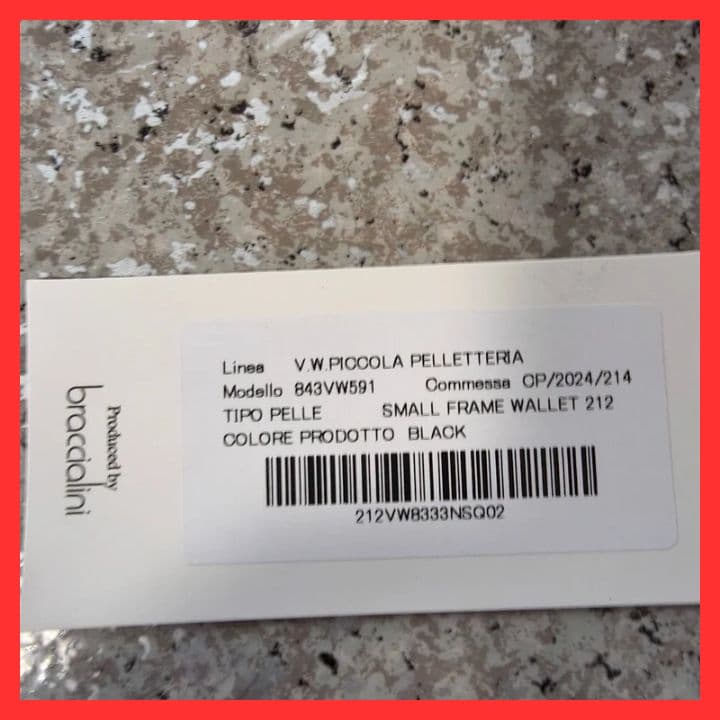 Linea V.W.PICCOLA PELLETTERIA
Modello 843VW591 Commessa OP/2024/214
TIPO PELLE SMALL FRAME WALLET 212
COLORE PRODOTTO BLACK
212VW8333NSQ02
Produced by
braccialini